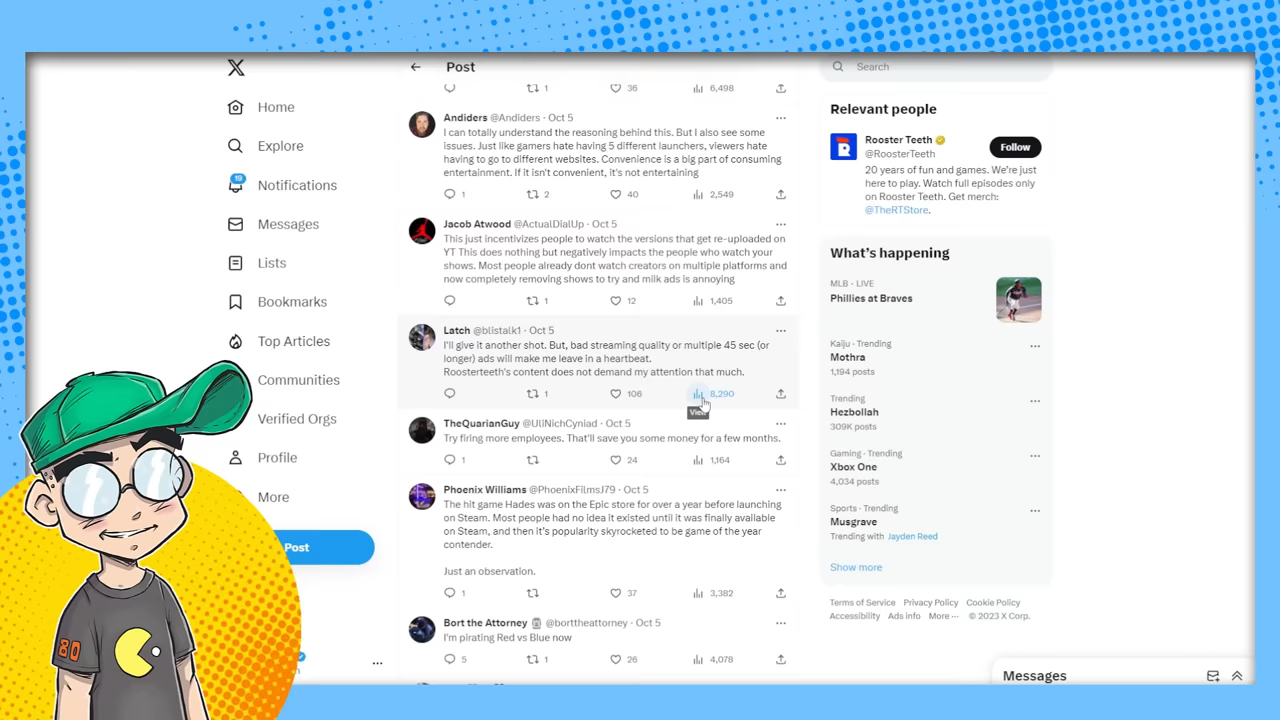 Home
Explore
19
Notifications
Messages
Lists
Bookmarks
Top Articles
Communities
Verified Orgs
Profile
More
Post
80
Post
1 36 6,498
Andiders @Andiders · Oct 5
I can totally understand the reasoning behind this. But I also see some
issues. Just like gamers hate having 5 different launchers, viewers hate
having to go to different websites. Convenience is a big part of consuming
entertainment. If it isn't convenient, it's not entertaining
1 2 40 2,549
Jacob Atwood @ActualDialUp · Oct 5
This just incentivizes people to watch the versions that get re-uploaded on
YT This does nothing but negatively impacts the people who watch your
shows. Most people already dont watch creators on multiple platforms and
now completely removing shows to try and milk ads is annoying
1 12 1,405
Latch @blistalk1 · Oct 5
I'll give it another shot. But, bad streaming quality or multiple 45 sec (or
longer) ads will make me leave in a heartbeat.
Roosterteeth's content does not demand my attention that much.
1 106 8,290
View
TheQuarianGuy @UliNichCyniad · Oct 5
Try firing more employees. That'll save you some money for a few months.
1 24 1,164
Phoenix Williams @PhoenixFilmsJ79 · Oct 5
The hit game Hades was on the Epic store for over a year before launching
on Steam. Most people had no idea it existed until it was finally available
on Steam, and then it's popularity skyrocketed to be game of the year
contender.
Just an observation.
1 37 3,382
Bort the Attorney @borttheattorney · Oct 5
I'm pirating Red vs Blue now
5 1 26 4,078
Search
Relevant people
Rooster Teeth
@RoosterTeeth
Follow
20 years of fun and games. We're just
here to play. Watch full episodes only
on Rooster Teeth. Get merch:
@TheRTStore.
What's happening
MLB · LIVE
Phillies at Braves
Kaiju · Trending
Mothra
1,194 posts
Trending
Hezbollah
309K posts
Gaming · Trending
Xbox One
4,034 posts
Sports · Trending
Musgrave
Trending with Jayden Reed
Show more
Terms of Service Privacy Policy Cookie Policy
Accessibility Ads info More ··· © 2023 X Corp.
Messages